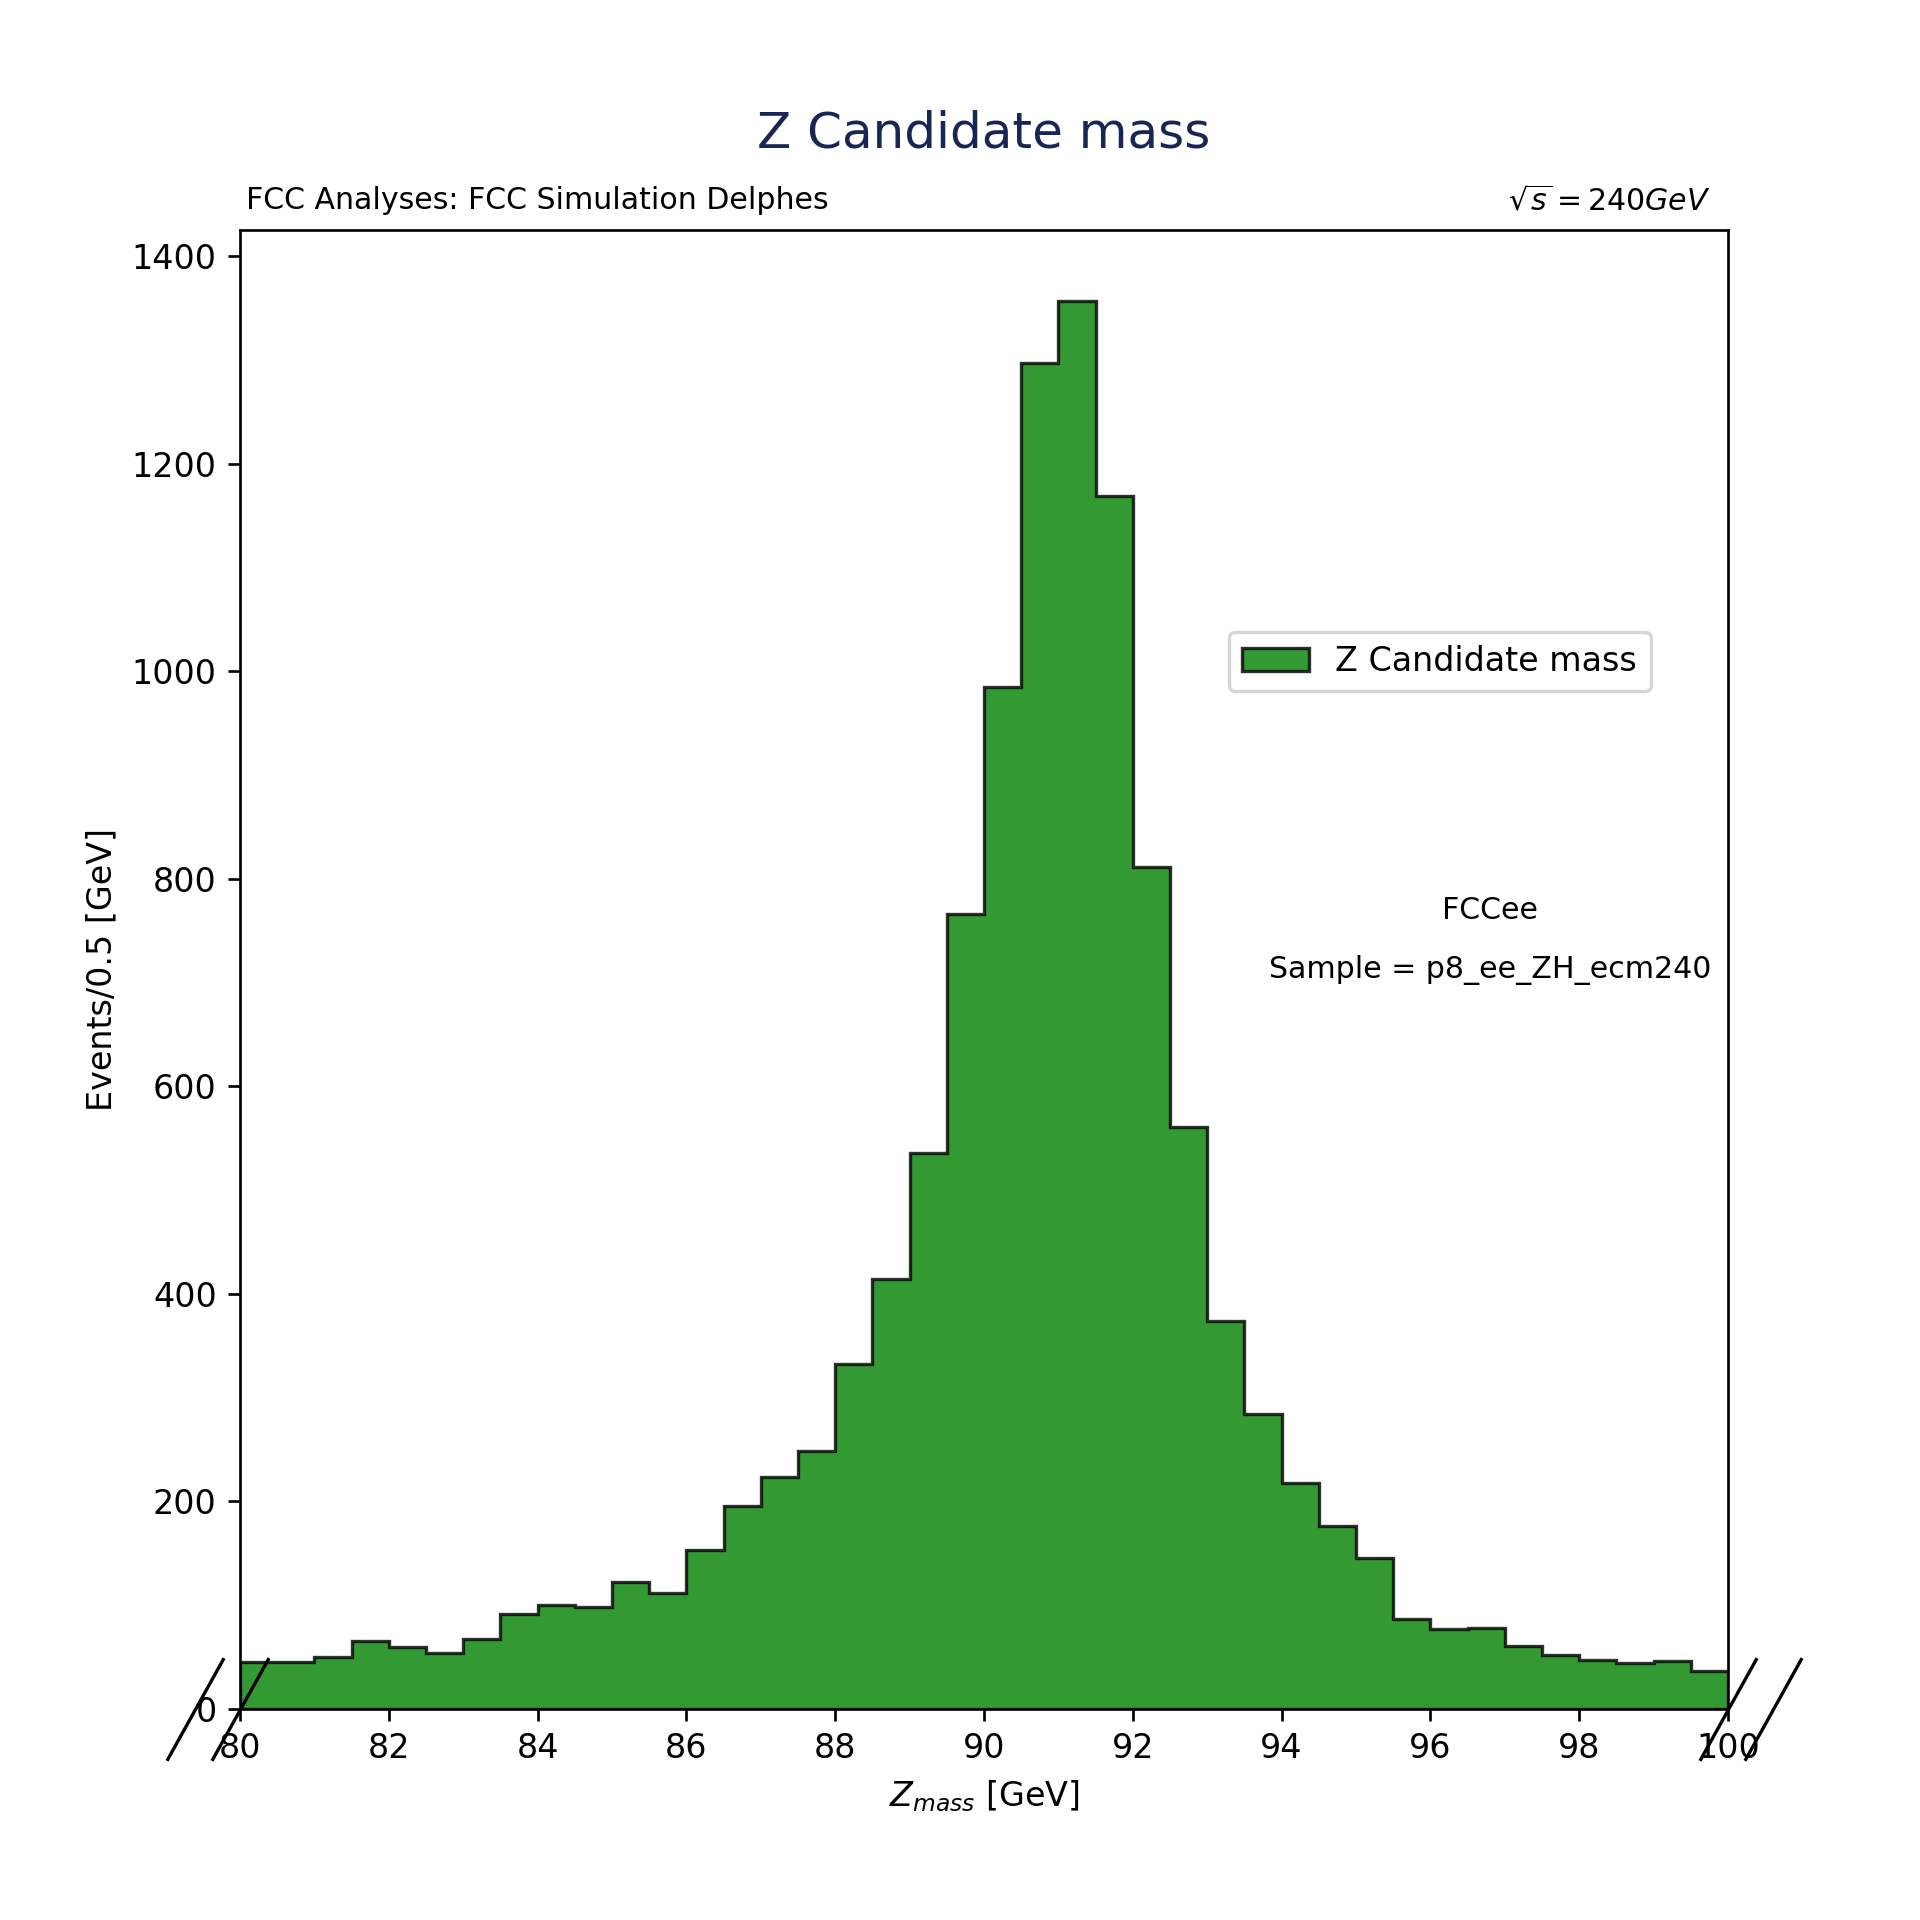 Z Candidate mass
FCC Analyses: FCC Simulation Delphes
√s = 240GeV
1400
1200
1000
800
600
400
200
0
Events/0.5 [GeV]
Z Candidate mass
FCCee
Sample = p8_ee_ZH_ecm240
80 82 84 86 88 90 92 94 96 98 100
Z_mass [GeV]